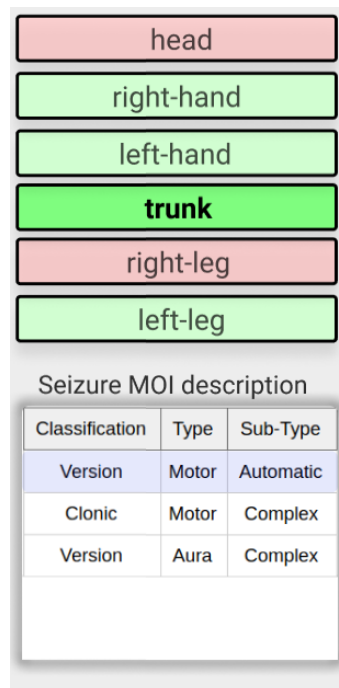 head
right-hand
left-hand
trunk
right-leg
left-leg
Seizure MOI description
Classification Type Sub-Type
Version Motor Automatic
Clonic Motor Complex
Version Aura Complex